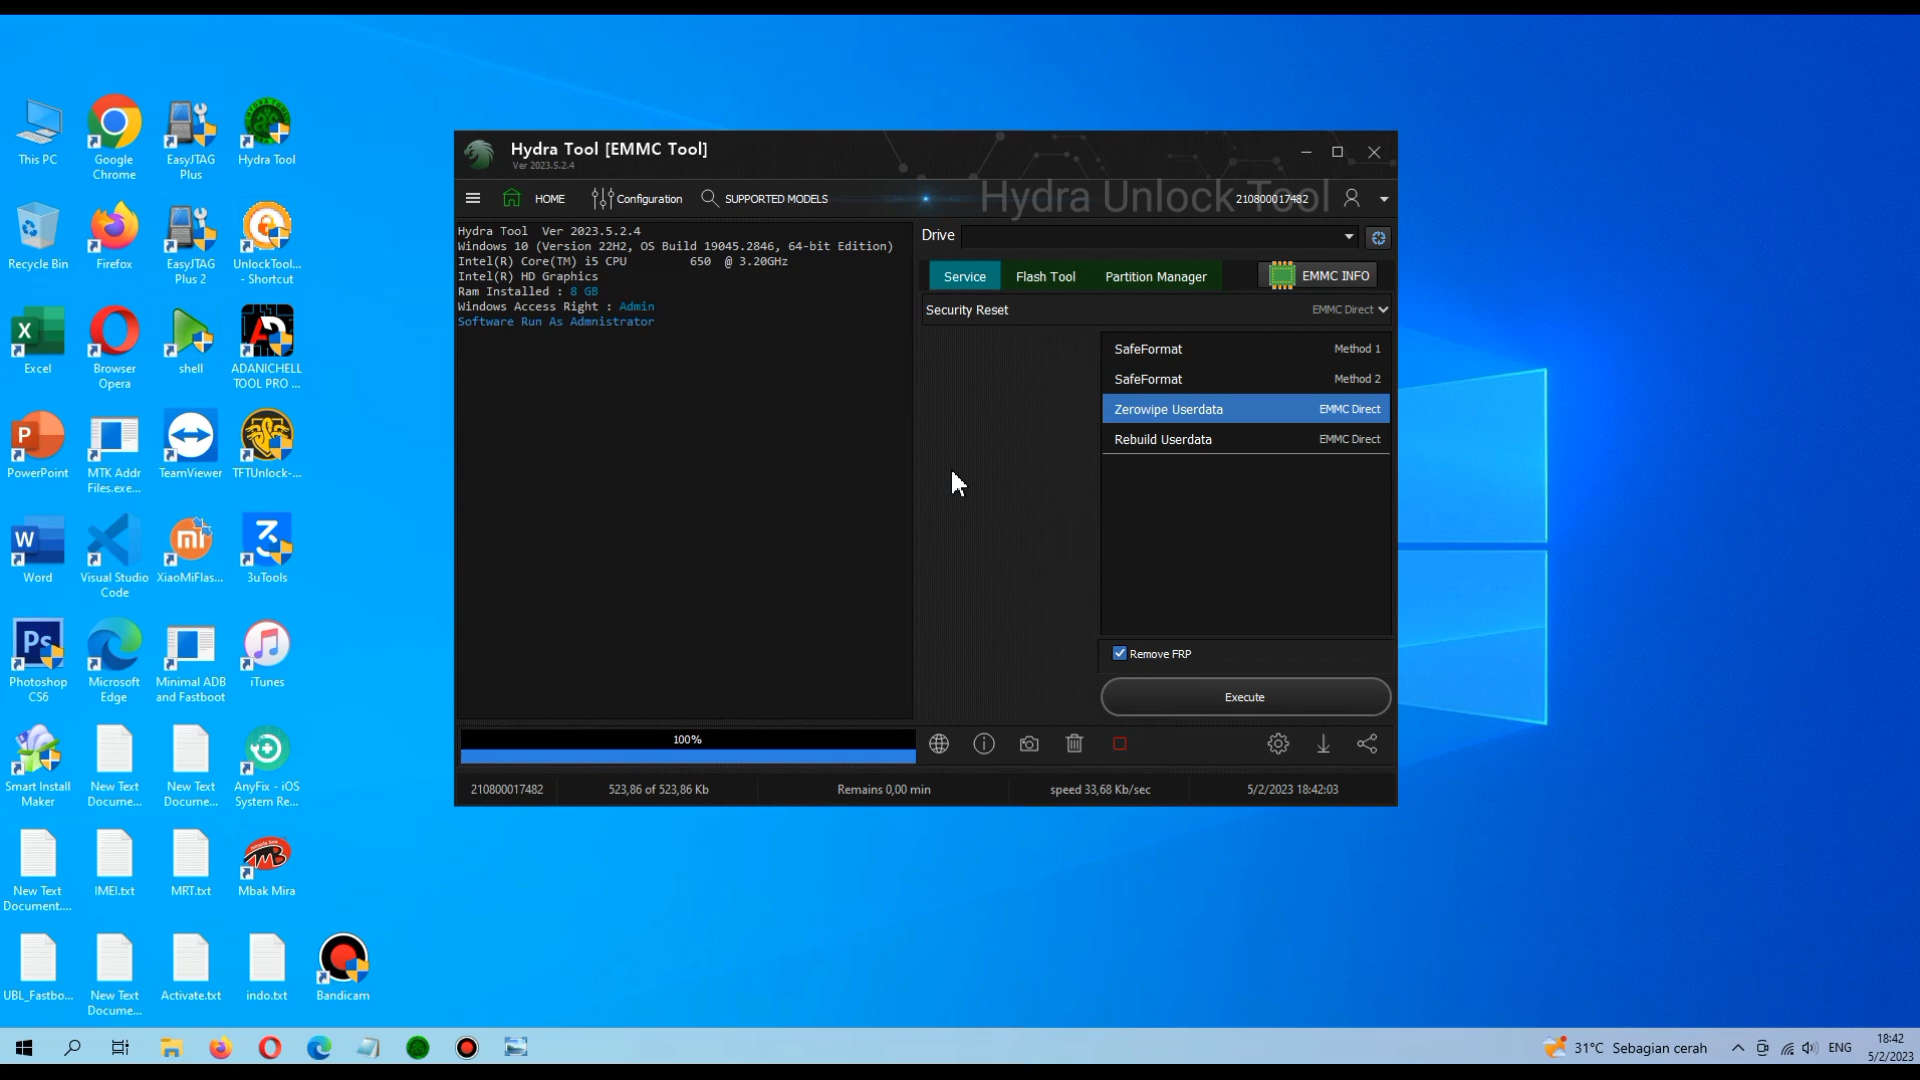 This PC
Google
Chrome
EasyJTAG
Plus
Hydra Tool
Recycle Bin
Firefox
EasyJTAG
Plus 2
UnlockTool...
- Shortcut
Excel
Browser
Opera
shell
ADANICHELL
TOOL PRO ...
PowerPoint
MTK Addr
Files.exe...
TeamViewer
TFTUnlock-...
Word
Visual Studio
Code
XiaoMiFlas...
3uTools
Photoshop
CS6
Microsoft
Edge
Minimal ADB
and Fastboot
iTunes
Smart Install
Maker
New Text
Docume...
New Text
Docume...
AnyFix - iOS
System Re...
New Text
Document....
IMEI.txt
MRT.txt
Mbak Mira
UBL_Fastbo...
New Text
Docume...
Activate.txt
indo.txt
Bandicam
Hydra Tool [EMMC Tool]
Ver 2023.5.2.4
HOME
Configuration
SUPPORTED MODELS
Hydra Unlock Tool
210800017482
Hydra Tool Ver 2023.5.2.4
Windows 10 (Version 22H2, OS Build 19045.2846, 64-bit Edition)
Intel(R) Core(TM) i5 CPU 650 @ 3.20GHz
Intel(R) HD Graphics
Ram Installed : 8 GB
Windows Access Right : Admin
Software Run As Admnistrator
Drive
Service Flash Tool Partition Manager EMMC INFO
Security Reset EMMC Direct
SafeFormat Method 1
SafeFormat Method 2
Zerowipe Userdata EMMC Direct
Rebuild Userdata EMMC Direct
Remove FRP
Execute
100%
210800017482 523,86 of 523,86 Kb Remains 0,00 min speed 33,68 Kb/sec 5/2/2023 18:42:03
31°C Sebagian cerah
ENG
18:42
5/2/2023